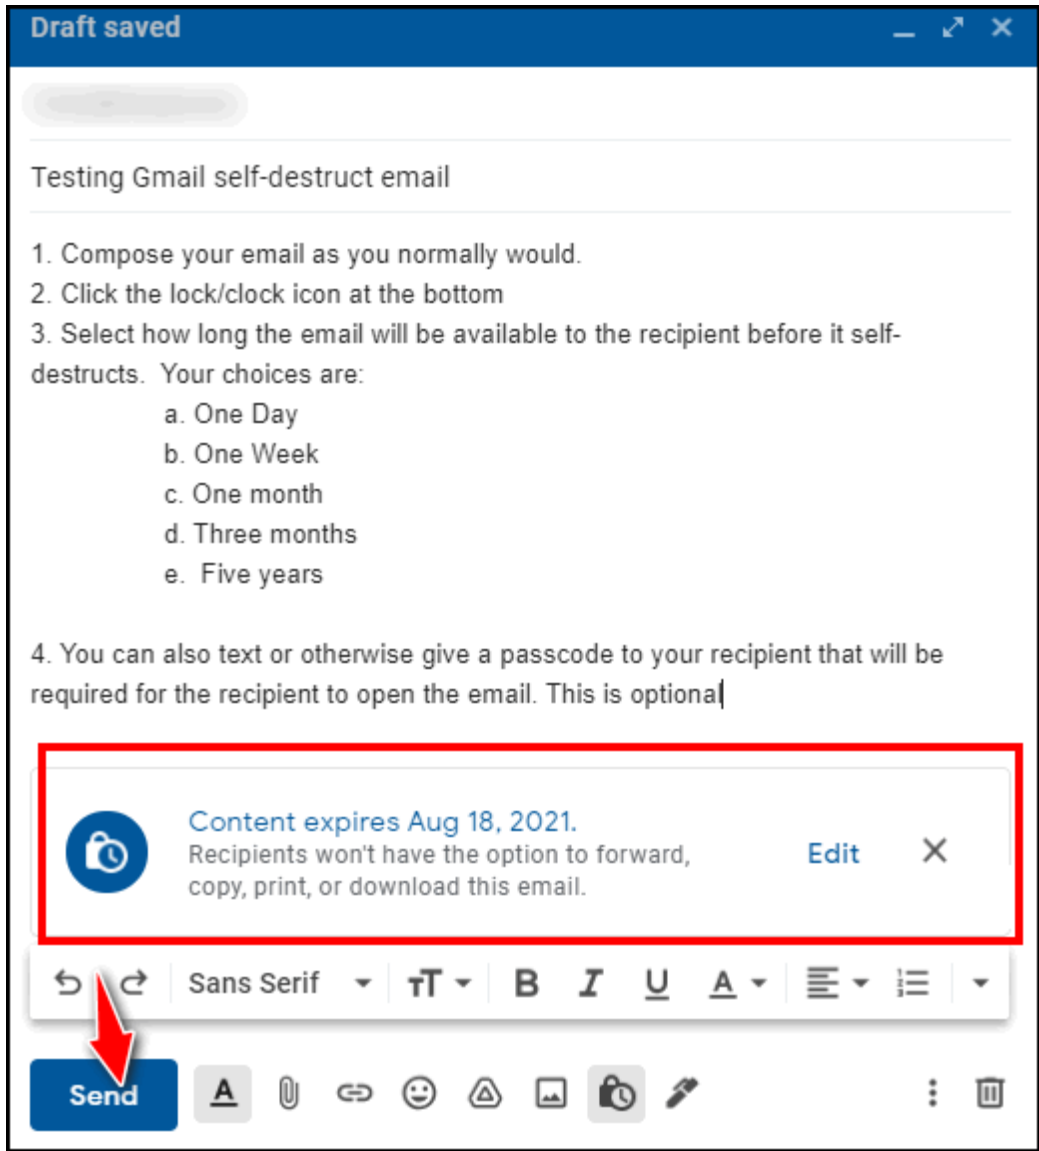 Draft saved
Testing Gmail self-destruct email
1. Compose your email as you normally would.
2. Click the lock/clock icon at the bottom
3. Select how long the email will be available to the recipient before it self-
destructs.  Your choices are:
a. One Day
b. One Week
c. One month
d. Three months
e.  Five years
4. You can also text or otherwise give a passcode to your recipient that will be
required for the recipient to open the email. This is optional
Content expires Aug 18, 2021.
Recipients won't have the option to forward,
copy, print, or download this email.
Edit
Sans Serif
Send